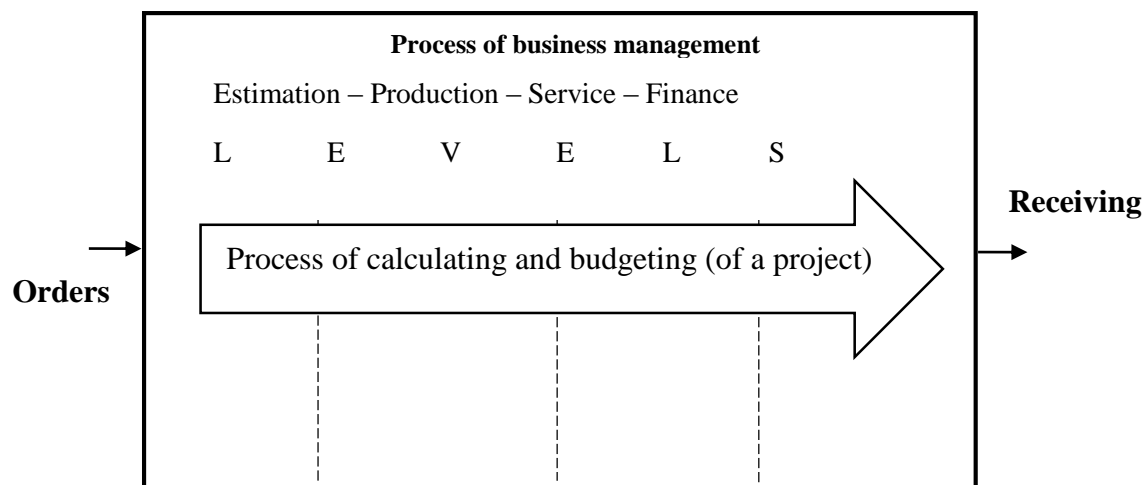 Process of business management
Estimation – Production – Service – Finance
L E V E L S
Receiving
Process of calculating and budgeting (of a project)
Orders